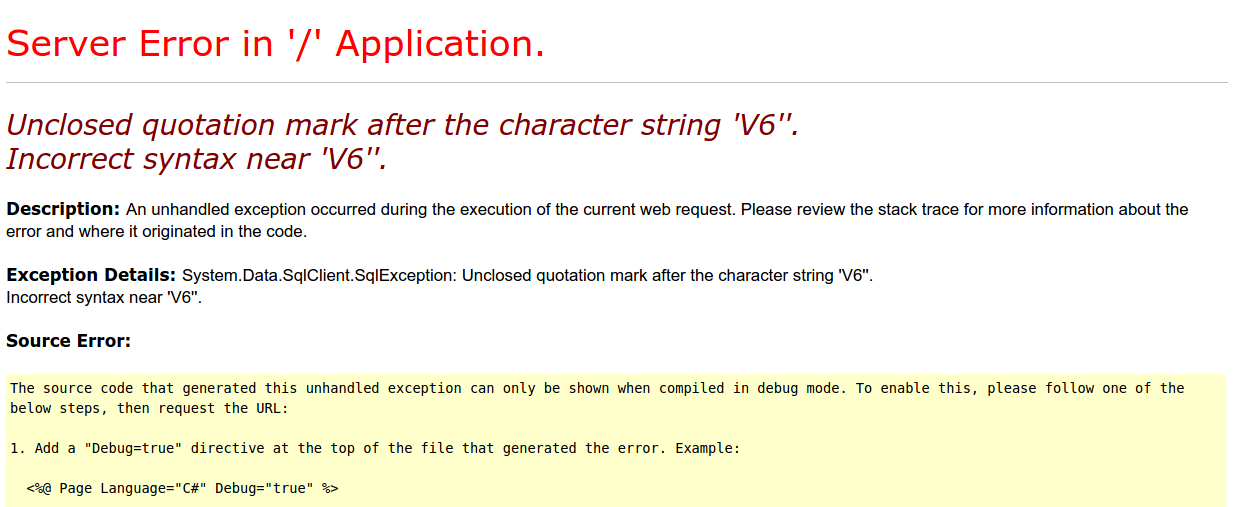 Server Error in '/' Application.
Unclosed quotation mark after the character string 'V6''.
Incorrect syntax near 'V6''.
Description: An unhandled exception occurred during the execution of the current web request. Please review the stack trace for more information about the
error and where it originated in the code.
Exception Details: System.Data.SqlClient.SqlException: Unclosed quotation mark after the character string 'V6''.
Incorrect syntax near 'V6''.
Source Error:
The source code that generated this unhandled exception can only be shown when compiled in debug mode. To enable this, please follow one of the
below steps, then request the URL:
1. Add a "Debug=true" directive at the top of the file that generated the error. Example:
<%@ Page Language="C#" Debug="true" %>